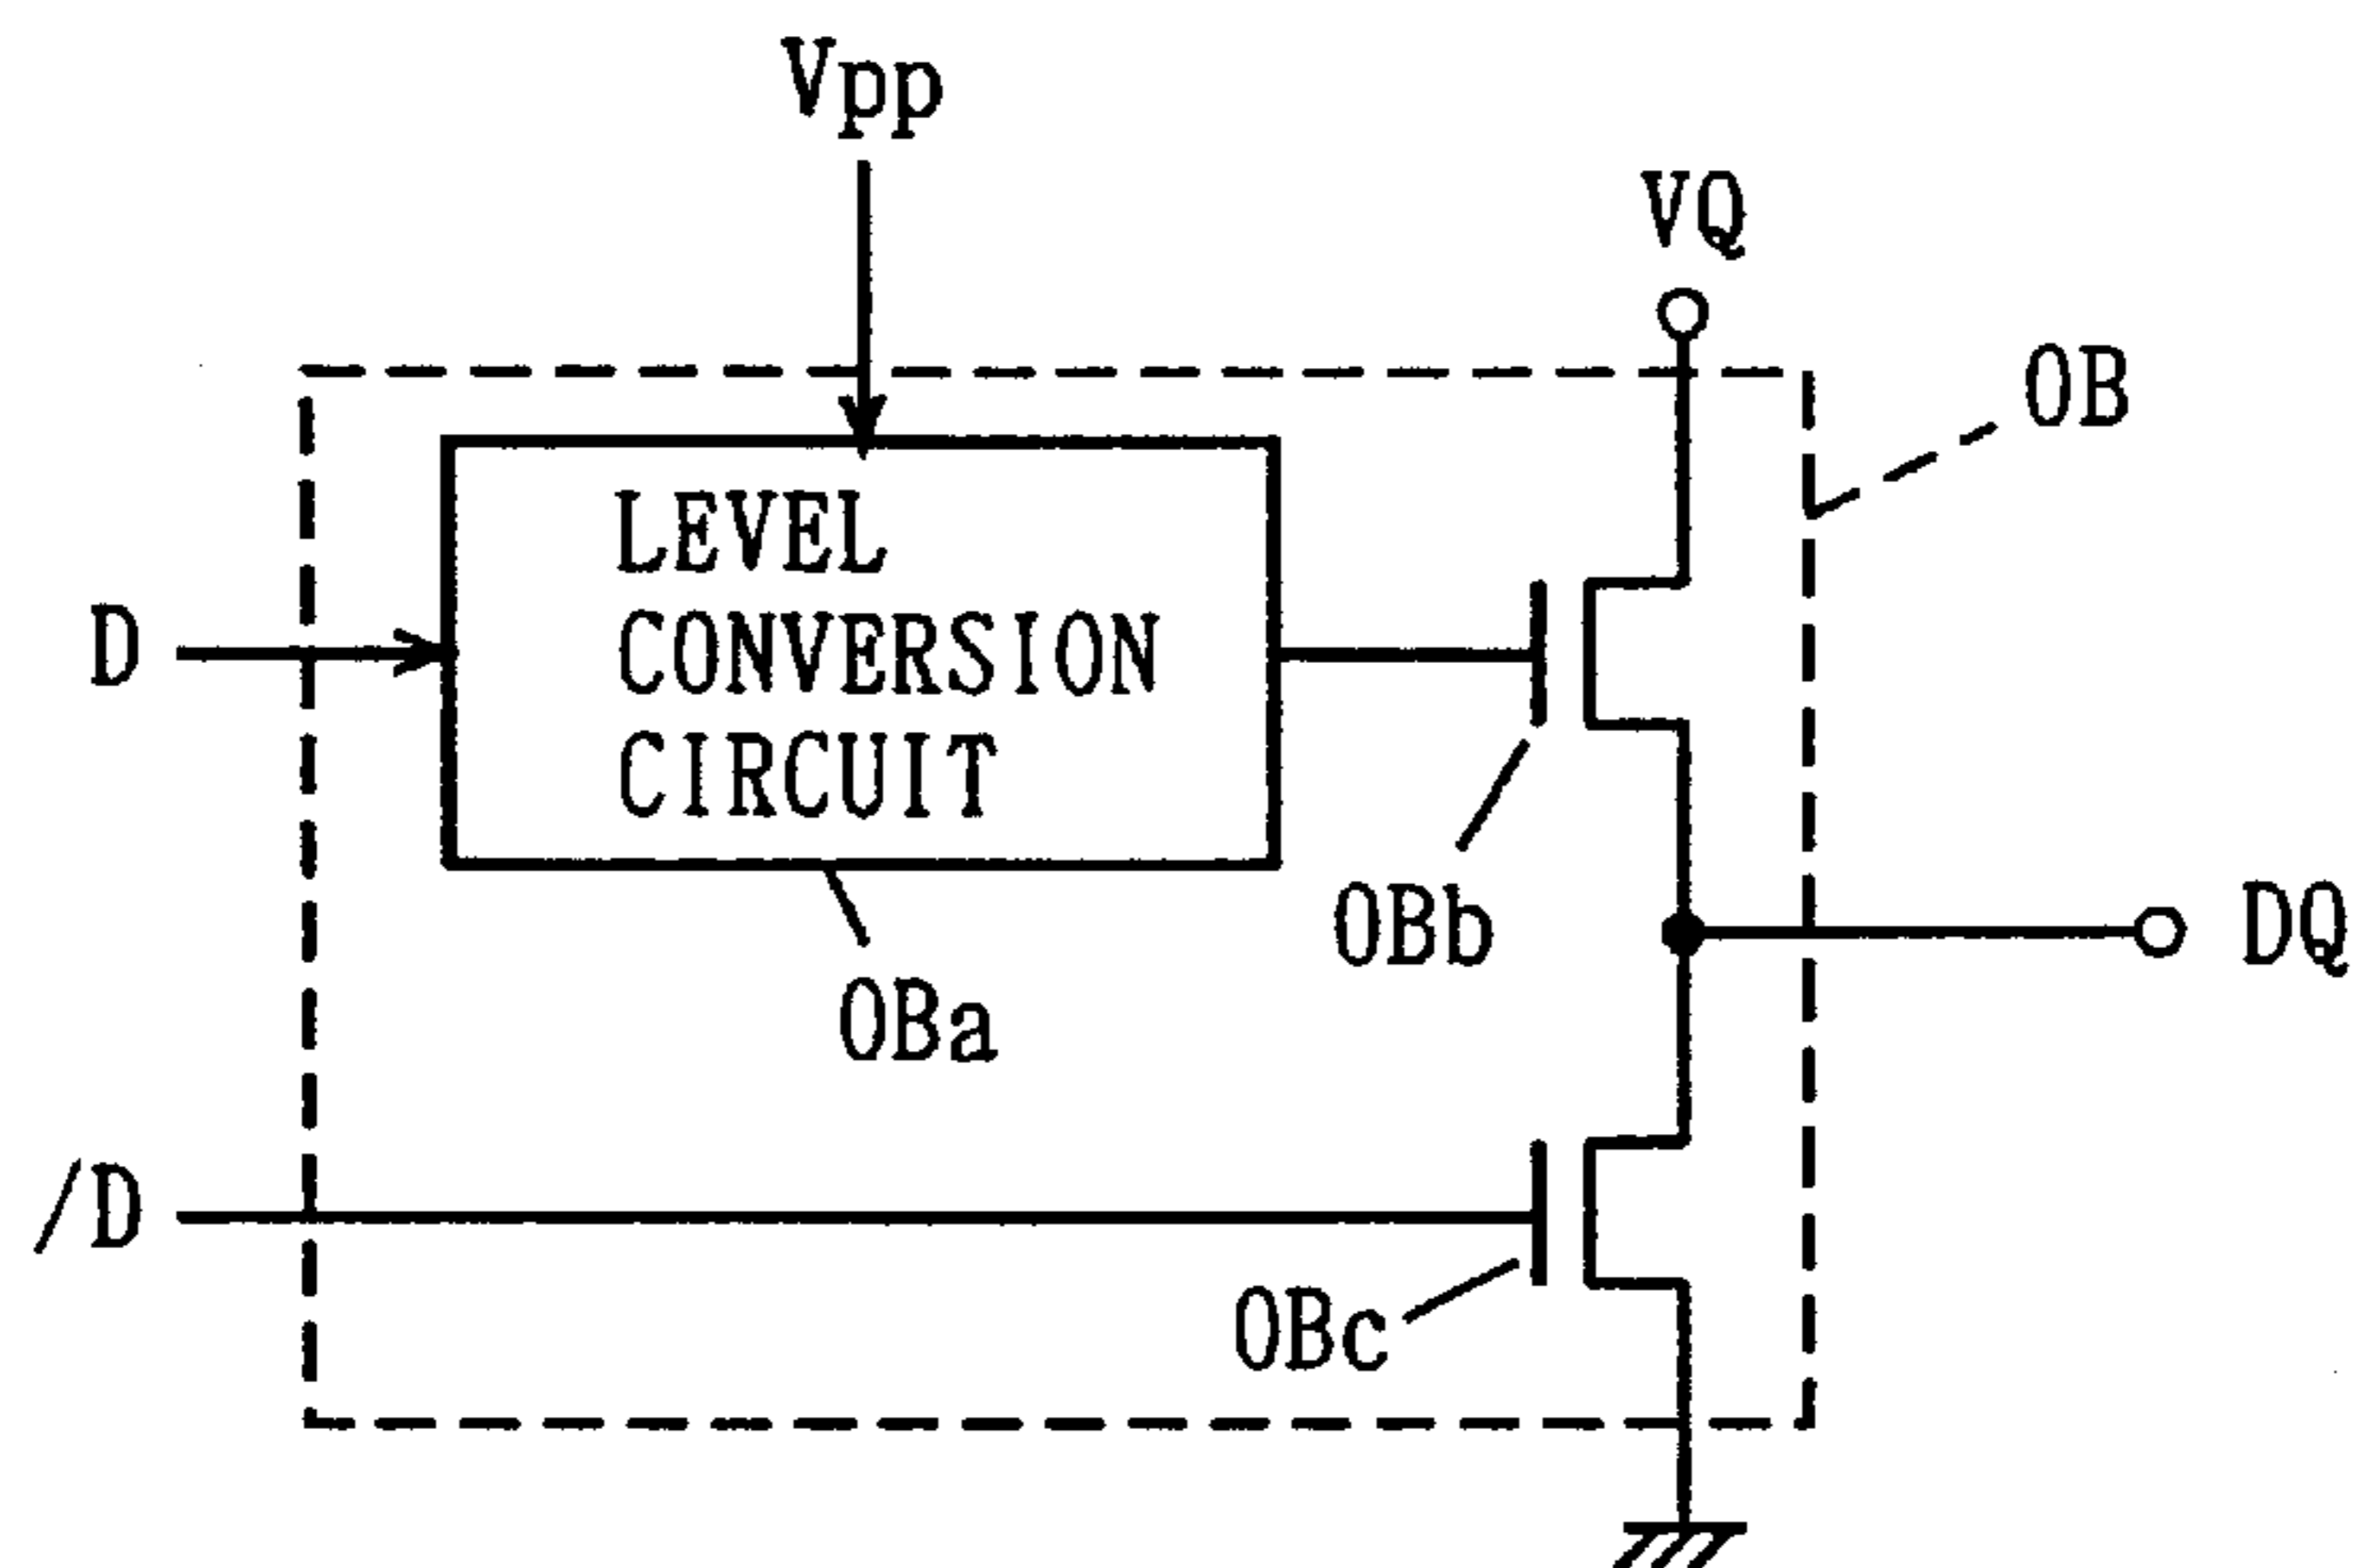 Vpp
VQ
OB
LEVEL
CONVERSION
CIRCUIT
D
OBb
DQ
OBa
/D
OBc